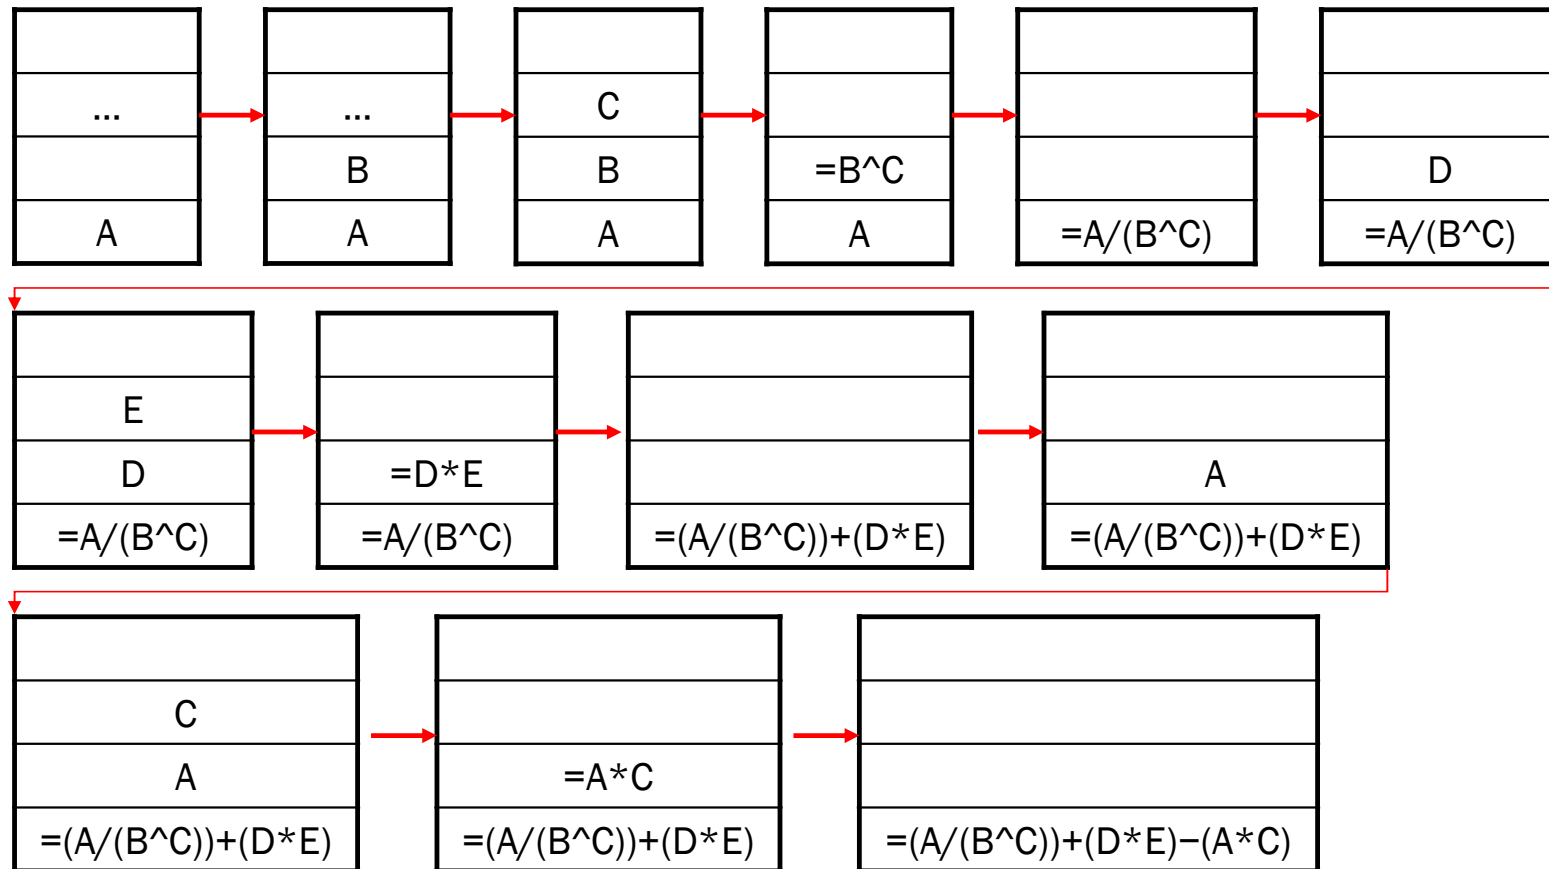 ...
A
...
B
A
C
B
A
=B^C
A
=A/(B^C)
D
=A/(B^C)
E
D
=A/(B^C)
=D*E
=A/(B^C)
=(A/(B^C))+(D*E)
A
=(A/(B^C))+(D*E)
C
A
=(A/(B^C))+(D*E)
=A*C
=(A/(B^C))+(D*E)
=(A/(B^C))+(D*E)−(A*C)